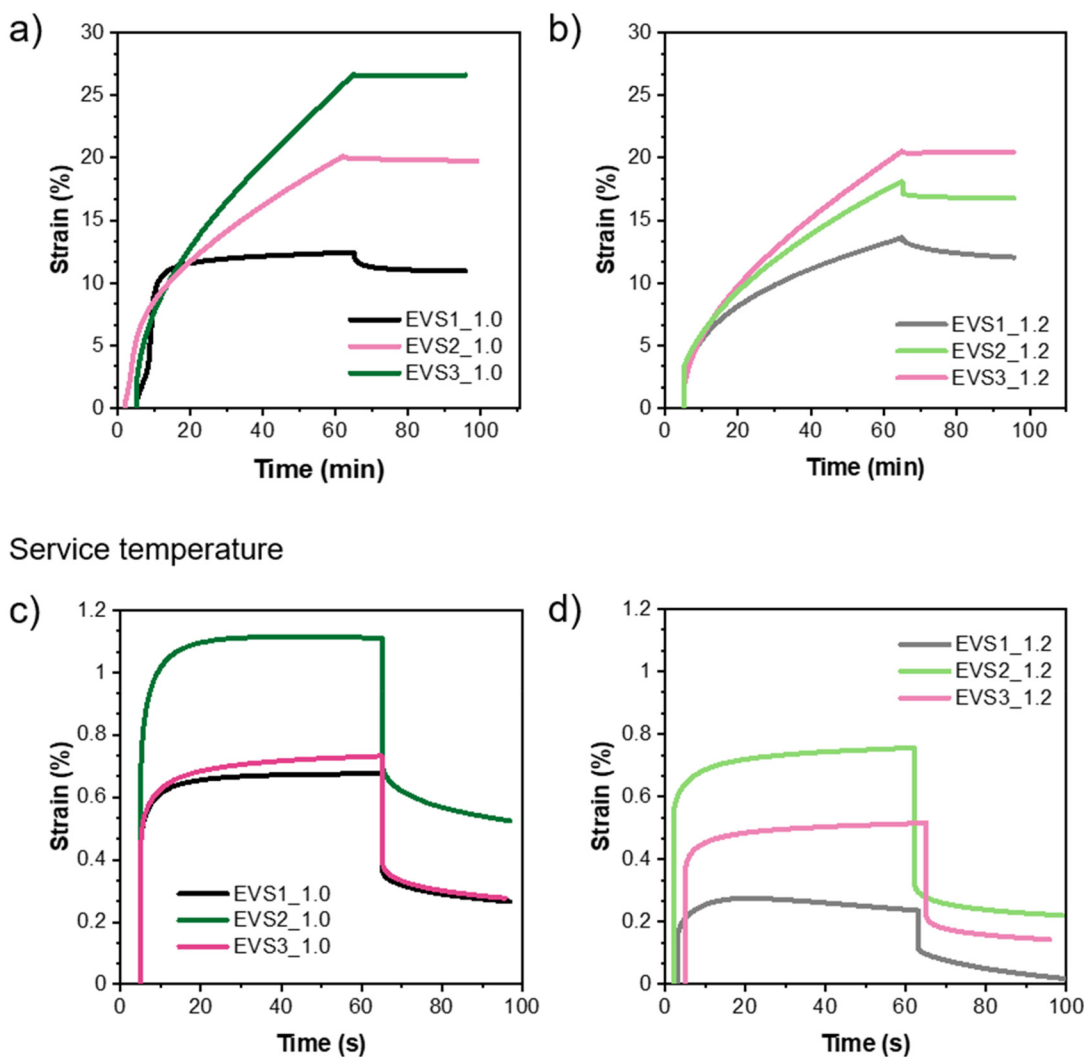 a)
30
25
20
15
10
5
0
Strain (%)
EVS1_1.0
EVS2_1.0
EVS3_1.0
0 20 40 60 80 100
Time (min)
b)
30
25
20
15
10
5
0
Strain (%)
EVS1_1.2
EVS2_1.2
EVS3_1.2
0 20 40 60 80 100
Time (min)
Service temperature
c)
1.2
1
0.8
0.6
0.4
0.2
0
Strain (%)
EVS1_1.0
EVS2_1.0
EVS3_1.0
0 20 40 60 80 100
Time (s)
d)
1.2
1
0.8
0.6
0.4
0.2
0
Strain (%)
EVS1_1.2
EVS2_1.2
EVS3_1.2
0 20 40 60 80 100
Time (s)